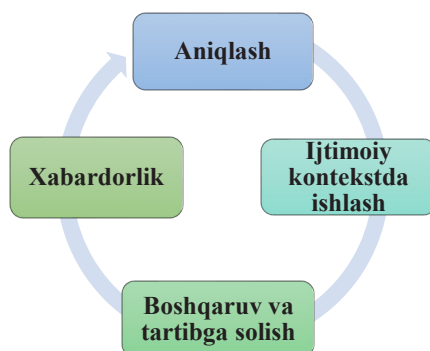 Aniqlash
Ijtimoiy
kontekstda
ishlash
Boshqaruv va
tartibga solish
Xabardorlik